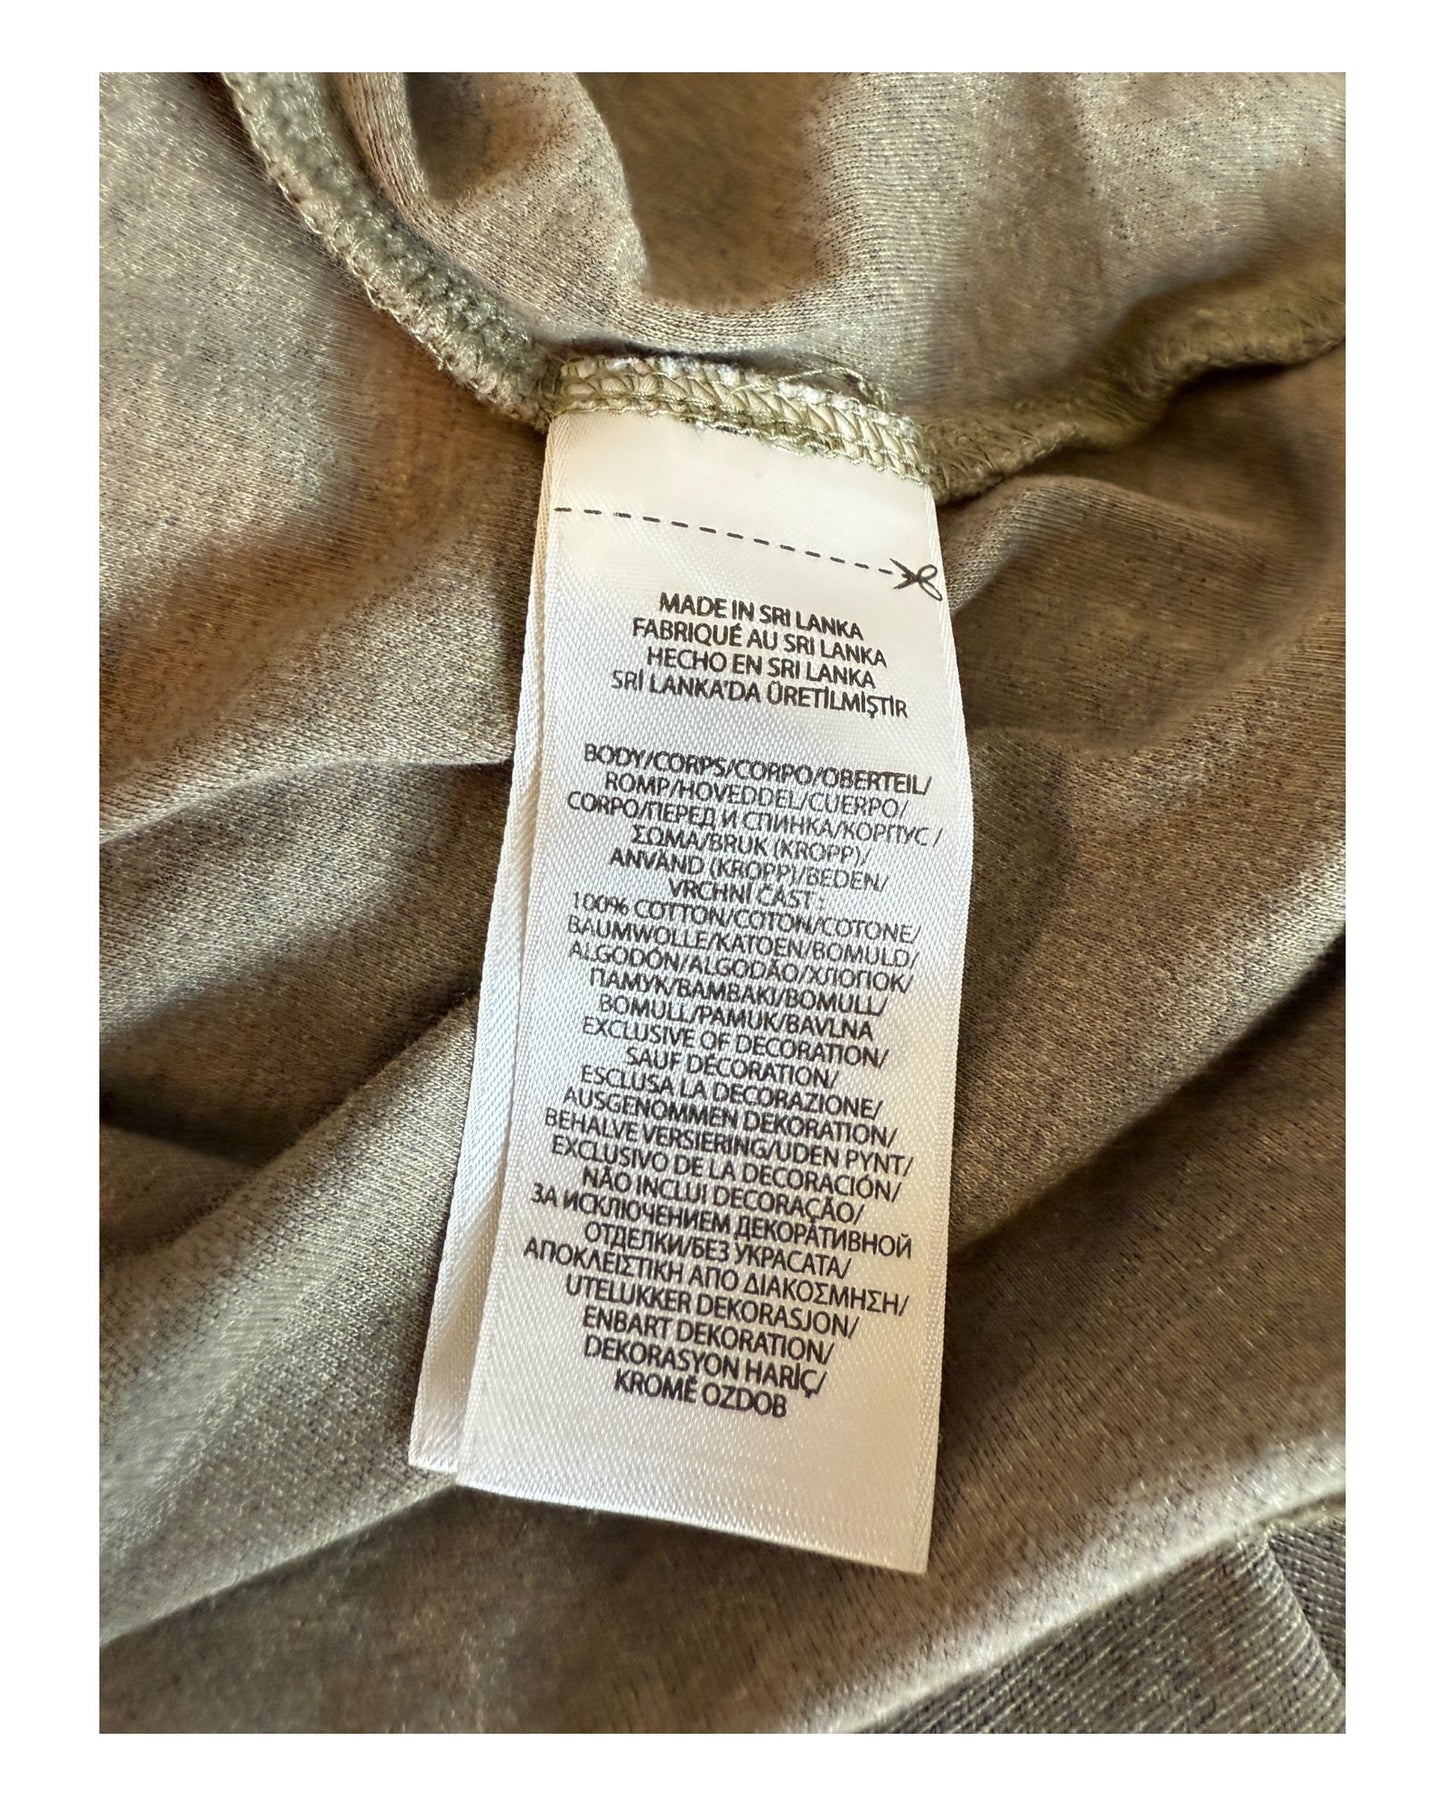 MADE IN SRI LANKA
FABRIQUÉ AU SRI LANKA
HECHO EN SRI LANKA
SRİ LANKA'DA ÜRETİLMİŞTİR
BODY/CORPS/CORPO/OBERTEIL/
ROMP/HOVEDDEL/CUERPO/
CORPO/ПЕРЕД И СПИНКА/КОРПУС /
ΣΩΜΑ/BRUK (KROPP)/
ANVÄND (KROPP)/BEDEN/
VRCHNÍ ČÁST :
100% COTTON/COTON/COTONE/
BAUMWOLLE/KATOEN/BOMULD/
ALGODÓN/ALGODÃO/ХЛОПОК/
ПАМУК/ΒΑΜΒΑΚΙ/BOMULL/
BOMULL/PAMUK/BAVLNA
EXCLUSIVE OF DECORATION/
SAUF DÉCORATION/
ESCLUSA LA DECORAZIONE/
AUSGENOMMEN DEKORATION/
BEHALVE VERSIERING/UDEN PYNT/
EXCLUSIVO DE LA DECORACIÓN/
NÃO INCLUI DECORAÇÃO/
ЗА ИСКЛЮЧЕНИЕМ ДЕКОРАТИВНОЙ
ОТДЕЛКИ/БЕЗ УКРАСАТА/
ΑΠΟΚΛΕΙΣΤΙΚΗ ΑΠΟ ΔΙΑΚΟΣΜΗΣΗ/
UTELUKKER DEKORASJON/
ENBART DEKORATION/
DEKORASYON HARİÇ/
KROMĚ OZDOB